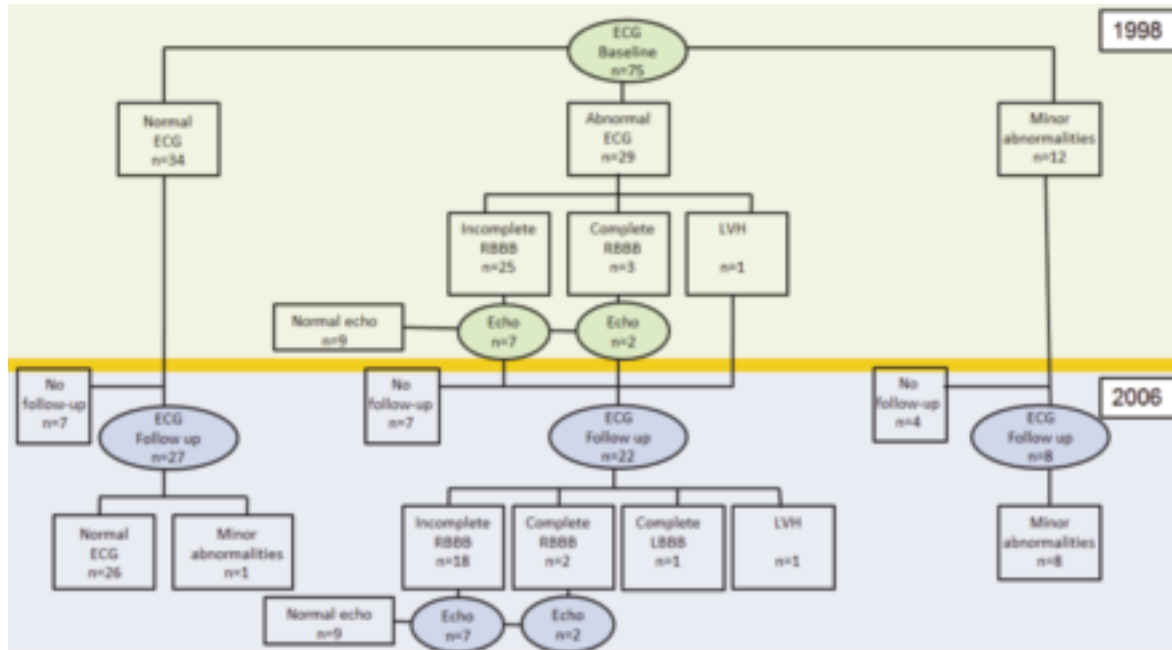 1998
ECG
Baseline
n=75
Normal
ECG
n=34
Abnormal
ECG
n=29
Minor
abnormalities
n=12
Incomplete
RBBB
n=25
Complete
RBBB
n=3
LVH
n=1
Normal echo
n=9
Echo
n=7
Echo
n=2
2006
No
follow-up
n=7
ECG
Follow up
n=27
No
follow-up
n=7
ECG
Follow up
n=22
No
follow-up
n=4
ECG
Follow up
n=8
Normal
ECG
n=26
Minor
abnormalities
n=1
Incomplete
RBBB
n=18
Complete
RBBB
n=2
Complete
LBBB
n=1
LVH
n=1
Minor
abnormalities
n=8
Normal echo
n=9
Echo
n=7
Echo
n=2